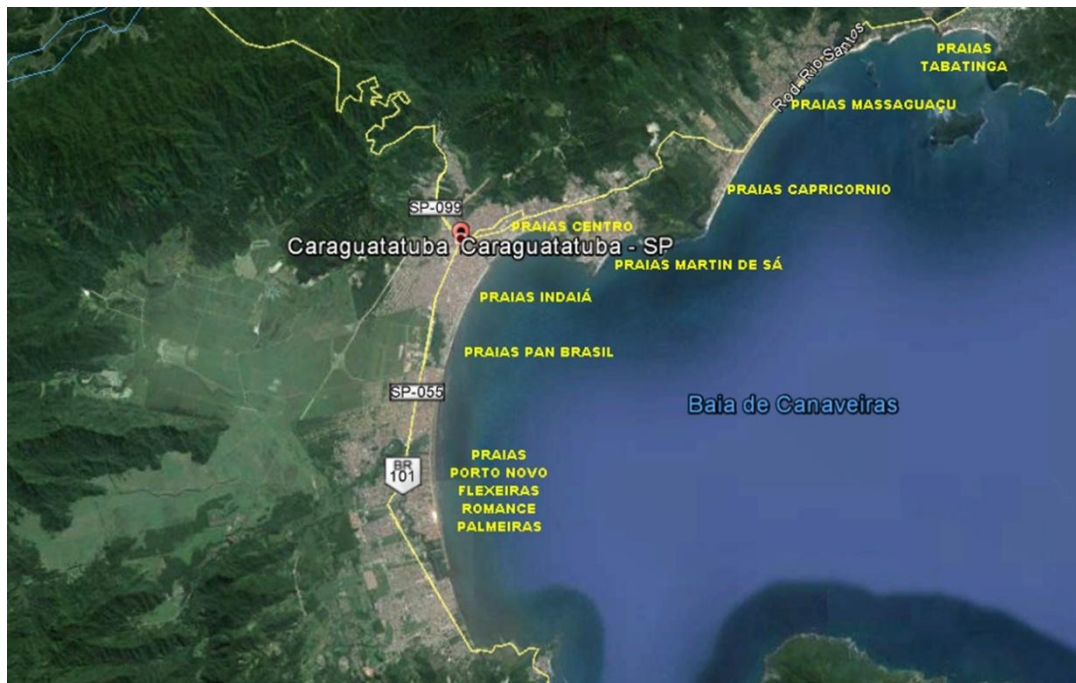 PRAIAS
TABATINGA
Rod. Rio Santos
PRAIAS MASSAGUAÇU
PRAIAS CAPRICORNIO
SP-099
PRAIAS CENTRO
Caraguatatuba Caraguatatuba - SP
PRAIAS MARTIN DE SÁ
PRAIAS INDAIÁ
PRAIAS PAN BRASIL
SP-055
Baia de Canaveiras
BR
101
PRAIAS
PORTO NOVO
FLEXEIRAS
ROMANCE
PALMEIRAS